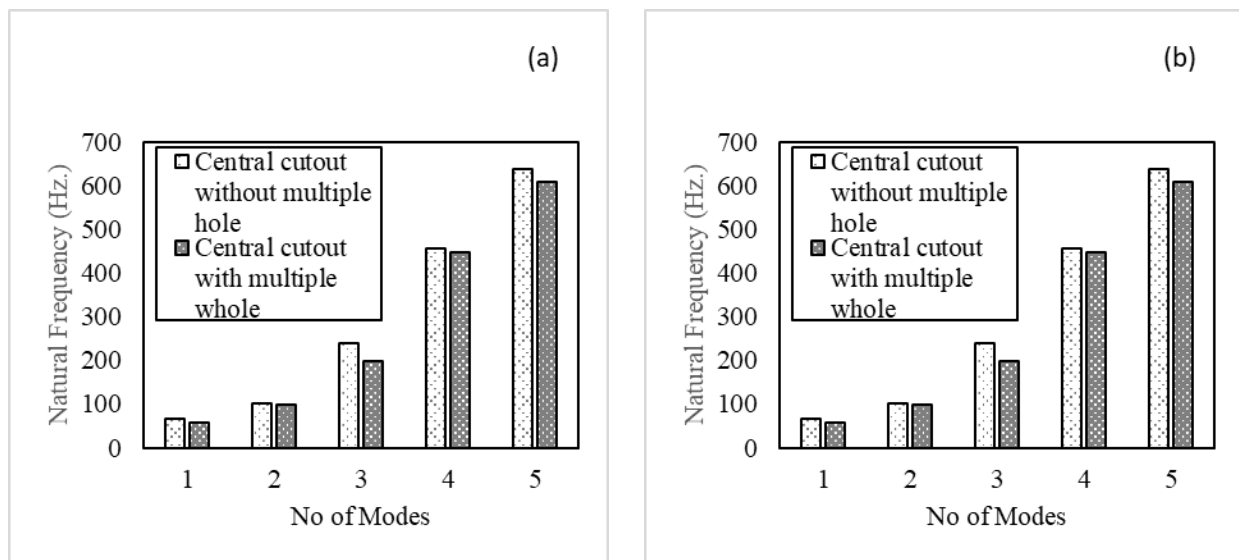 (a)
Natural Frequency (Hz.)
700
600
500
400
300
200
100
0
Central cutout
without multiple
hole
Central cutout
with multiple
whole
1 2 3 4 5
No of Modes
(b)
Natural Frequency (Hz.)
700
600
500
400
300
200
100
0
Central cutout
without multiple
hole
Central cutout
with multiple
whole
1 2 3 4 5
No of Modes